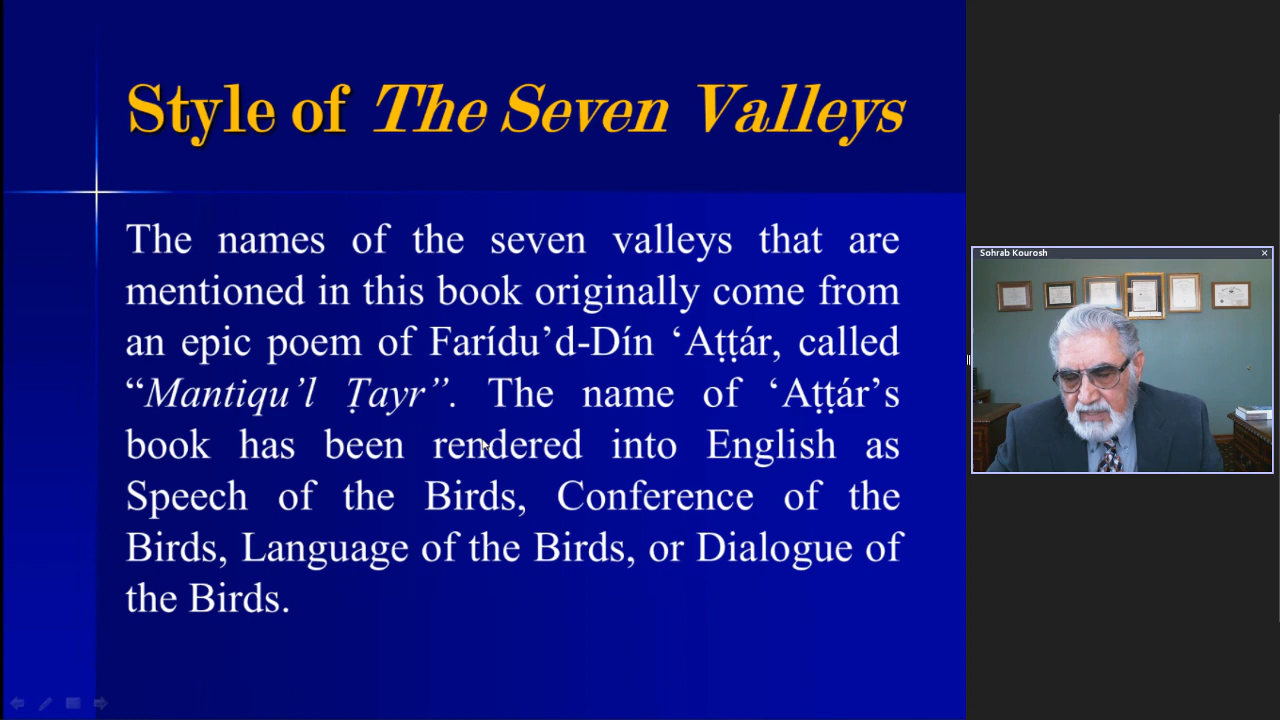 Style of The Seven Valleys
The names of the seven valleys that are
mentioned in this book originally come from
an epic poem of Farídu’d-Dín ‘Aṭṭár, called
“Mantiqu’l Ṭayr”. The name of ‘Aṭṭár’s
book has been rendered into English as
Speech of the Birds, Conference of the
Birds, Language of the Birds, or Dialogue of
the Birds.
Sohrab Kourosh